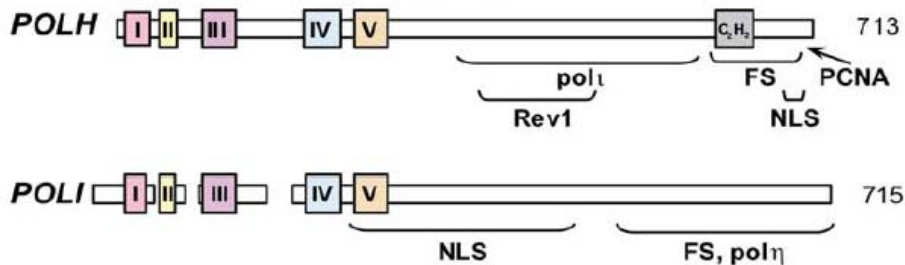 POLH I II III IV V C₂H₂ 713
polι FS PCNA
Rev1 NLS
POLI I II III IV V 715
NLS FS, polη